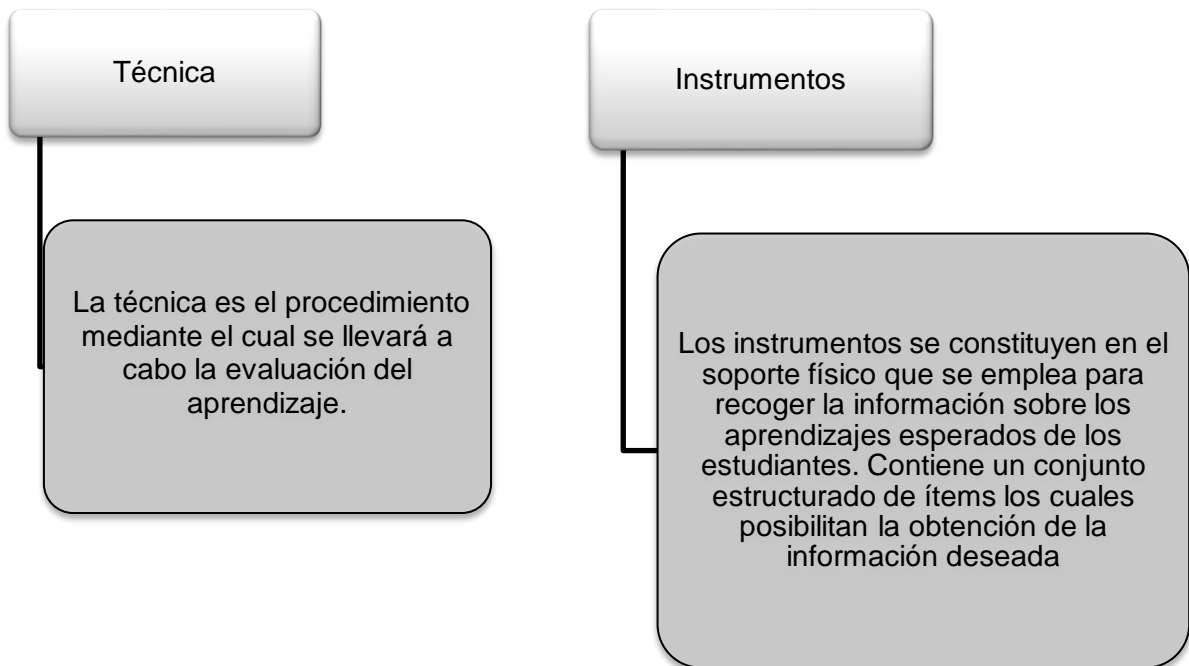 Técnica
La técnica es el procedimiento
mediante el cual se llevará a
cabo la evaluación del
aprendizaje.
Instrumentos
Los instrumentos se constituyen en el
soporte físico que se emplea para
recoger la información sobre los
aprendizajes esperados de los
estudiantes. Contiene un conjunto
estructurado de ítems los cuales
posibilitan la obtención de la
información deseada